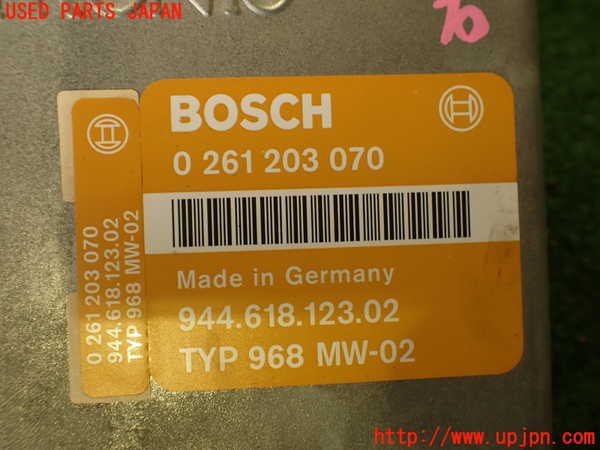 USED PARTS JAPAN
70
BOSCH
0 261 203 070
Made in Germany
944.618.123.02
TYP 968 MW-02
0 261 203 070
944.618.123.02
TYP 968 MW-02
http://www.upjpn.com/